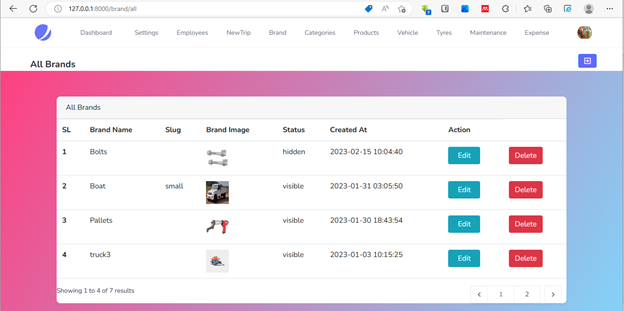 127.0.0.1:8000/brand/all
Dashboard Settings Employees NewTrip Brand Categories Products Vehicle Tyres Maintenance Expense
All Brands
All Brands
SL Brand Name Slug Brand Image Status Created At Action
1 Bolts hidden 2023-02-15 10:04:40 Edit Delete
2 Boat small visible 2023-01-31 03:05:50 Edit Delete
3 Pallets visible 2023-01-30 18:43:54 Edit Delete
4 truck3 visible 2023-01-03 10:15:25 Edit Delete
Showing 1 to 4 of 7 results
1 2